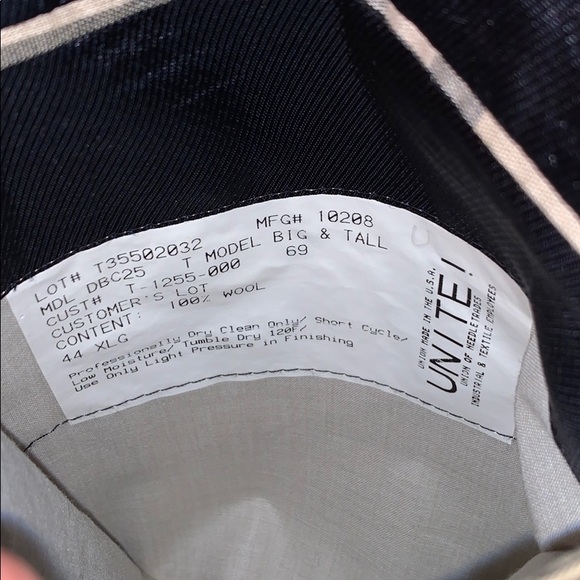 LOT# T35502032 MFG# 10208
MDL DBC25 T MODEL BIG & TALL
CUST# T-1255-000 69
CUSTOMER'S LOT
CONTENT: 100% WOOL
44 XLG
Professionally Dry Clean Only/ Short Cycle/
Low Moisture/ Tumble Dry 120F/
Use Only Light Pressure in Finishing
UNION MADE IN THE U.S.A.
UNITE!
UNION OF NEEDLETRADES
INDUSTRIAL & TEXTILE EMPLOYEES